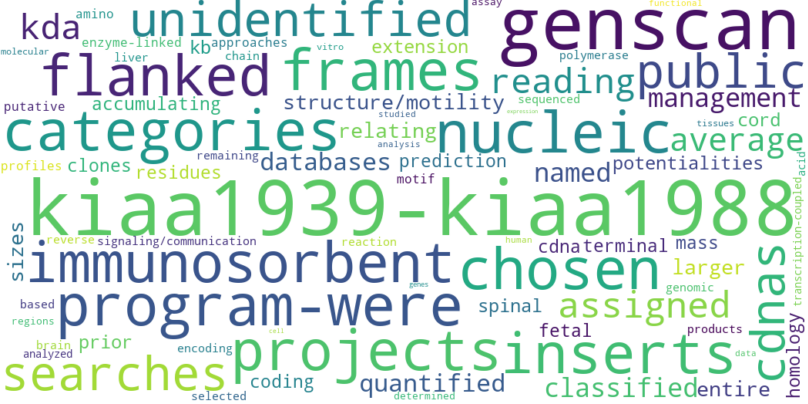 amino
kda
unidentified
assay
genscan
functional
molecular
enzyme-linked
kb
approaches
vitro
extension
liver
chain
polymerase
flanked
frames
reading
public
putative
accumulating
structure/motility
sequenced
management
categories
relating
studied
nucleic
tissues
cord
average
analysis
expression
profiles
clones
residues
remaining
databases
prediction
named
potentialities
acid
motif
kiaa1939-kiaa1988
transcription-coupled
sizes
reverse
signaling/communication
reaction
human
cdna
terminal
mass
immunosorbent
chosen
larger
cdnas
genes
genomic
based
program-were
spinal
assigned
homology
regions
cell
fetal
products
brain
prior
projects
inserts
data
analyzed
encoding
searches
coding
quantified
classified
entire
selected
determined